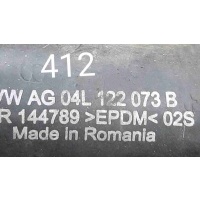 412
VW AG 04L 122 073 B
R 144789 >EPDM< 02S
Made in Romania